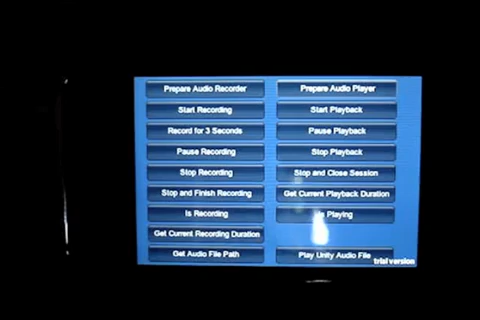 Prepare Audio Recorder
Start Recording
Record for 3 Seconds
Pause Recording
Stop Recording
Stop and Finish Recording
Is Recording
Get Current Recording Duration
Get Audio File Path
Prepare Audio Player
Start Playback
Pause Playback
Stop Playback
Stop and Close Session
Get Current Playback Duration
Is Playing
Play Unity Audio File
trial version